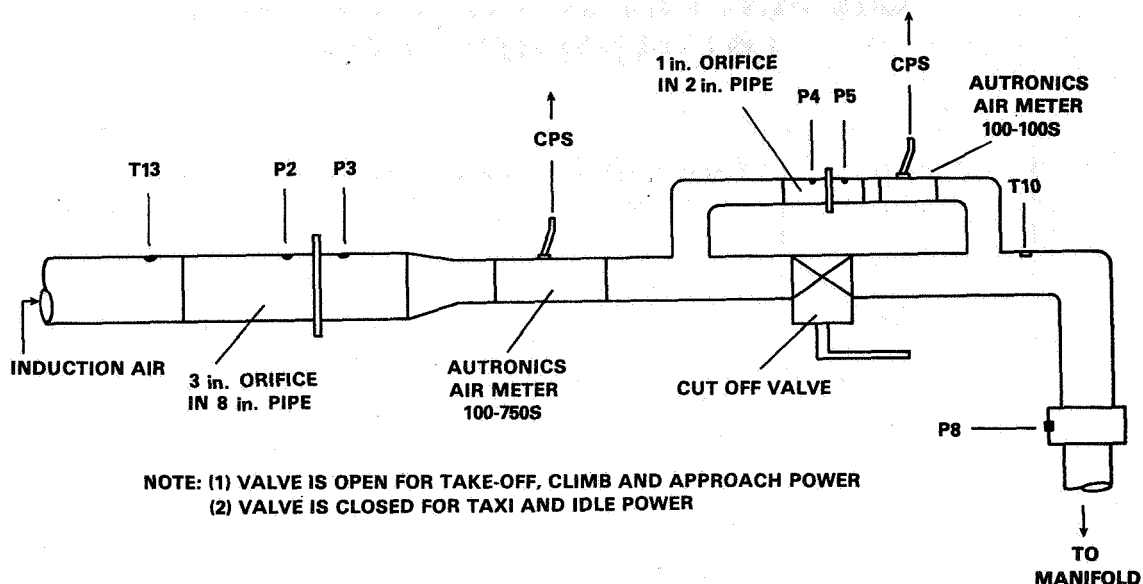 CPS
1 in. ORIFICE
IN 2 in. PIPE
P4
P5
CPS
AUTRONICS
AIR METER
100-100S
T13
P2
P3
T10
INDUCTION AIR
3 in. ORIFICE
IN 8 in. PIPE
AUTRONICS
AIR METER
100-750S
CUT OFF VALVE
P8
NOTE: (1) VALVE IS OPEN FOR TAKE-OFF, CLIMB AND APPROACH POWER
(2) VALVE IS CLOSED FOR TAXI AND IDLE POWER
TO
MANIFOLD